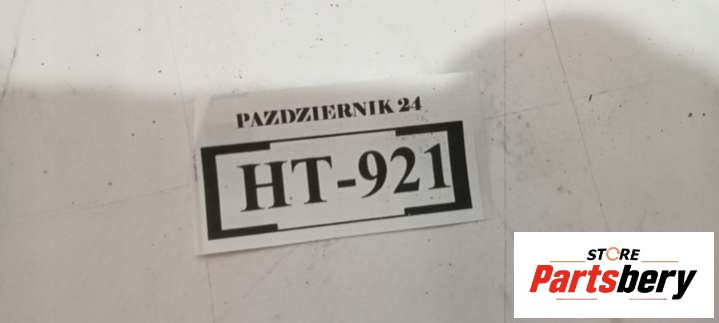 PAZDZIERNIK 24
HT-921
STORE
Partsbery